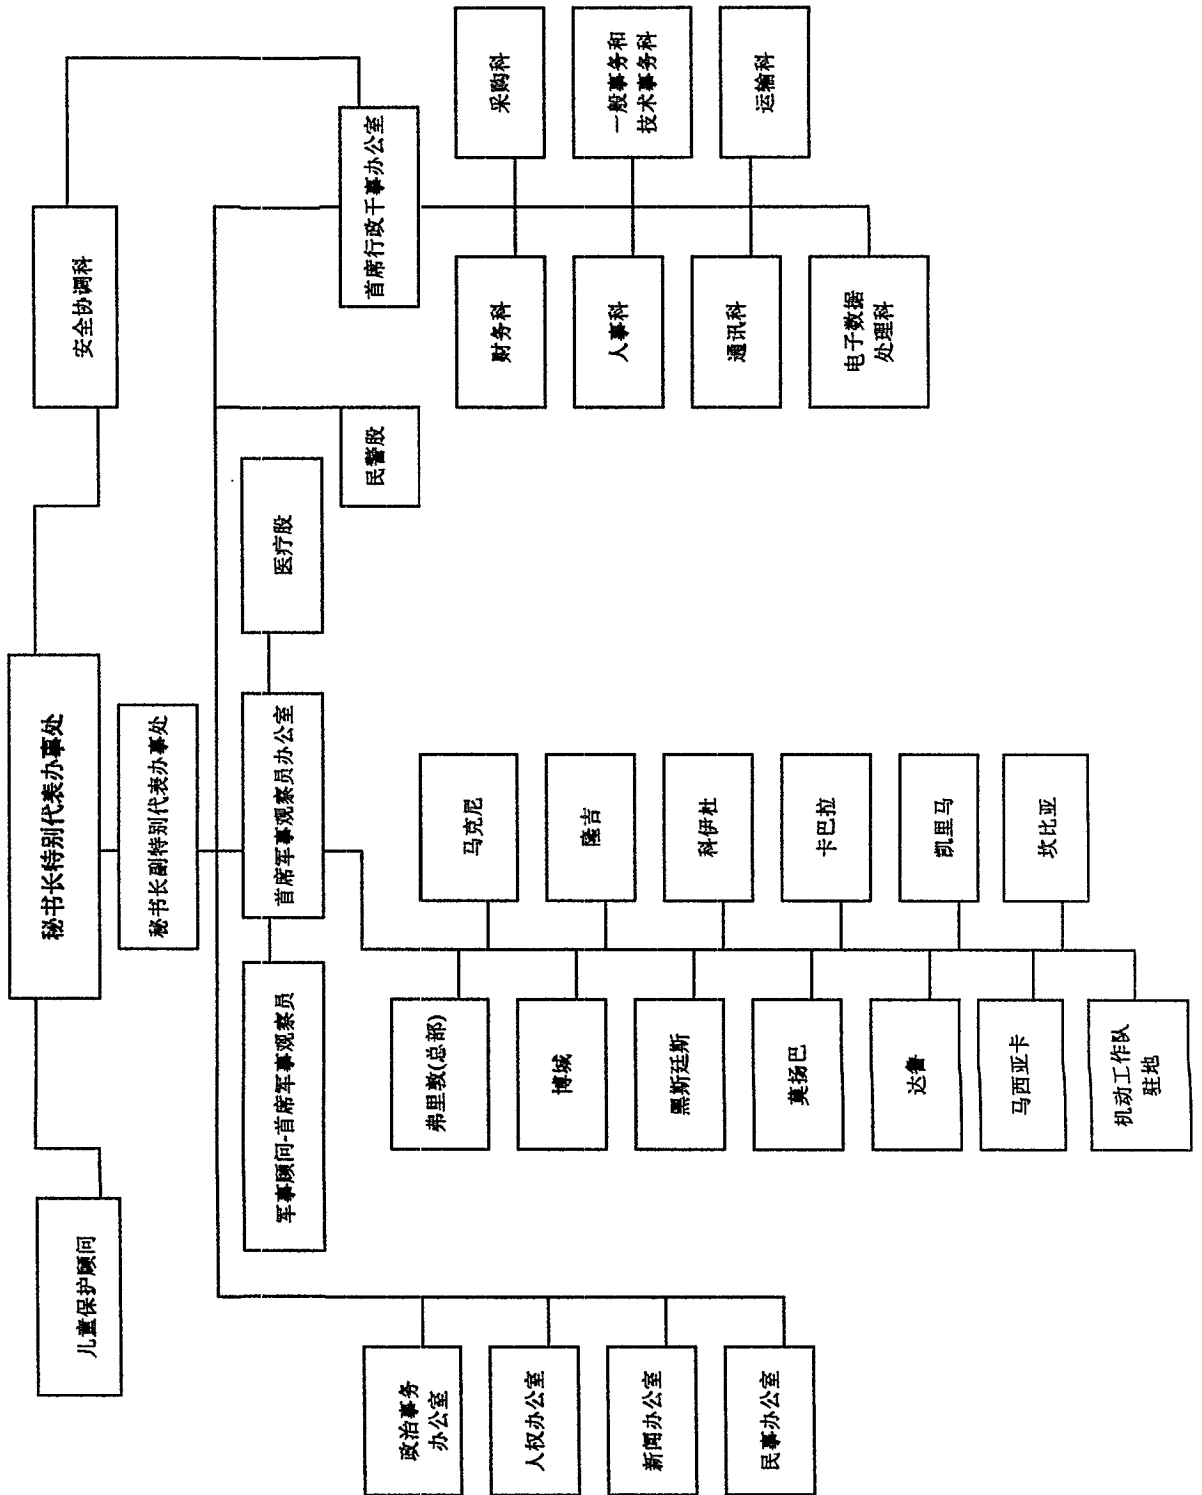 秘书长特别代表办事处
儿童保护顾问
安全协调科
秘书长副特别代表办事处
军事顾问-首席军事观察员
首席军事观察员办公室
医疗股
民警股
首席行政干事办公室
政治事务
办公室
人权办公室
新闻办公室
民事办公室
弗里敦(总部)
马克尼
博城
隆吉
黑斯廷斯
科伊杜
莫扬巴
卡巴拉
达鲁
凯里马
马西亚卡
坎比亚
机动工作队
驻地
财务科
采购科
人事科
一般事务和
技术事务科
通讯科
运输科
电子数据
处理科